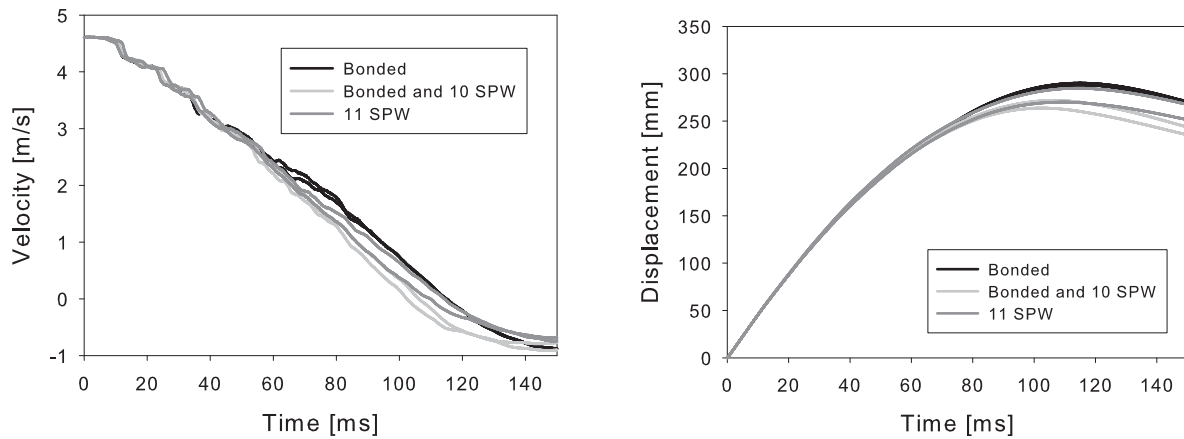 5
4
3
2
1
0
-1
Velocity [m/s]
Bonded
Bonded and 10 SPW
11 SPW
0 20 40 60 80 100 120 140
Time [ms]
350
300
250
200
150
100
50
0
Displacement [mm]
Bonded
Bonded and 10 SPW
11 SPW
0 20 40 60 80 100 120 140
Time [ms]